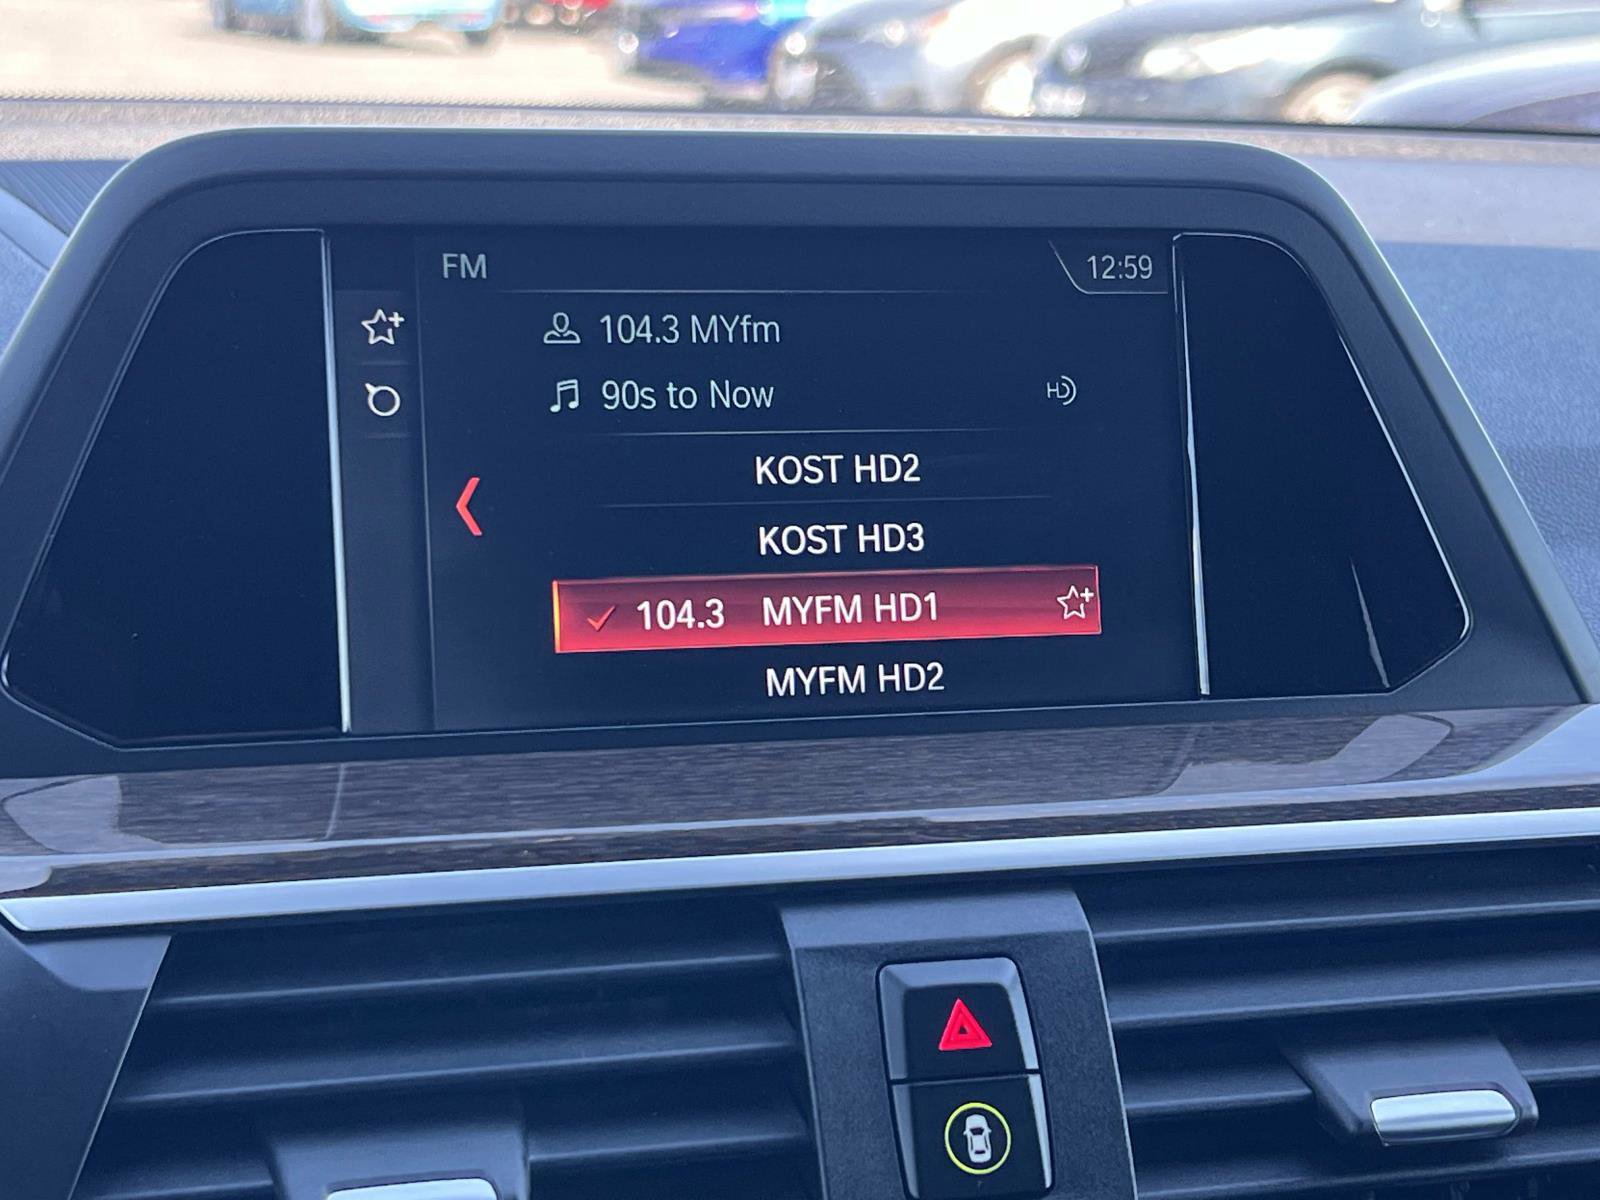 FM
12:59
104.3 MYfm
90s to Now
HD
KOST HD2
KOST HD3
104.3 MYFM HD1
MYFM HD2